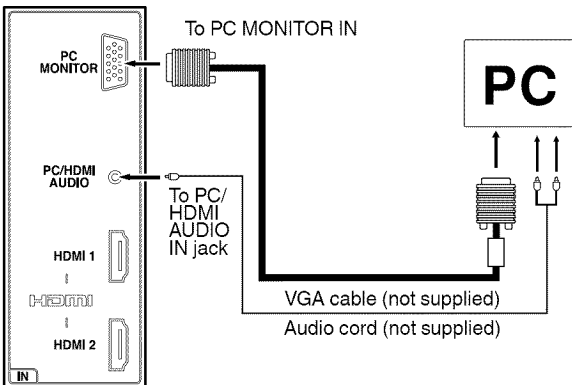 To PC MONITOR IN
PC
MONITOR
PC
PC/HDMI
AUDIO
To PC/
HDMI
AUDIO
IN jack
HDMI 1
HDMI
HDMI 2
VGA cable (not supplied)
Audio cord (not supplied)
IN